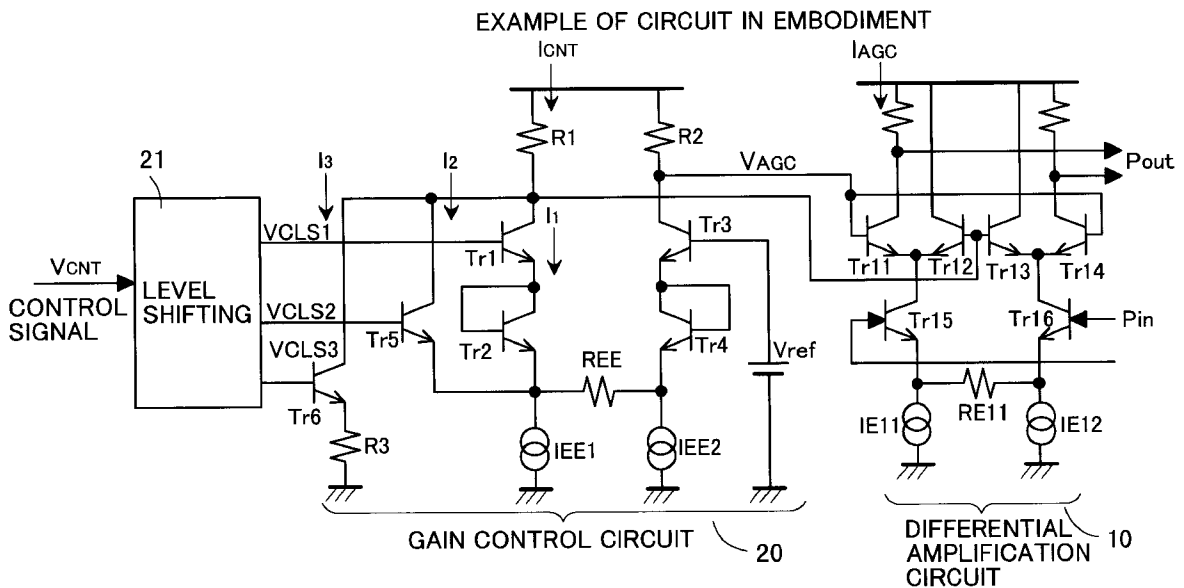 EXAMPLE OF CIRCUIT IN EMBODIMENT
ICNT
IAGC
R1
R2
21
I3
I2
VAGC
Pout
VCLS1
I1
Tr3
Tr1
Tr11
Tr12
Tr13
Tr14
VCNT
CONTROL
SIGNAL
LEVEL
SHIFTING
VCLS2
Tr5
Tr2
Tr4
Tr15
Tr16
Pin
VCLS3
REE
Vref
Tr6
R3
IEE1
IEE2
IE11
RE11
IE12
GAIN CONTROL CIRCUIT
20
DIFFERENTIAL
AMPLIFICATION
CIRCUIT
10